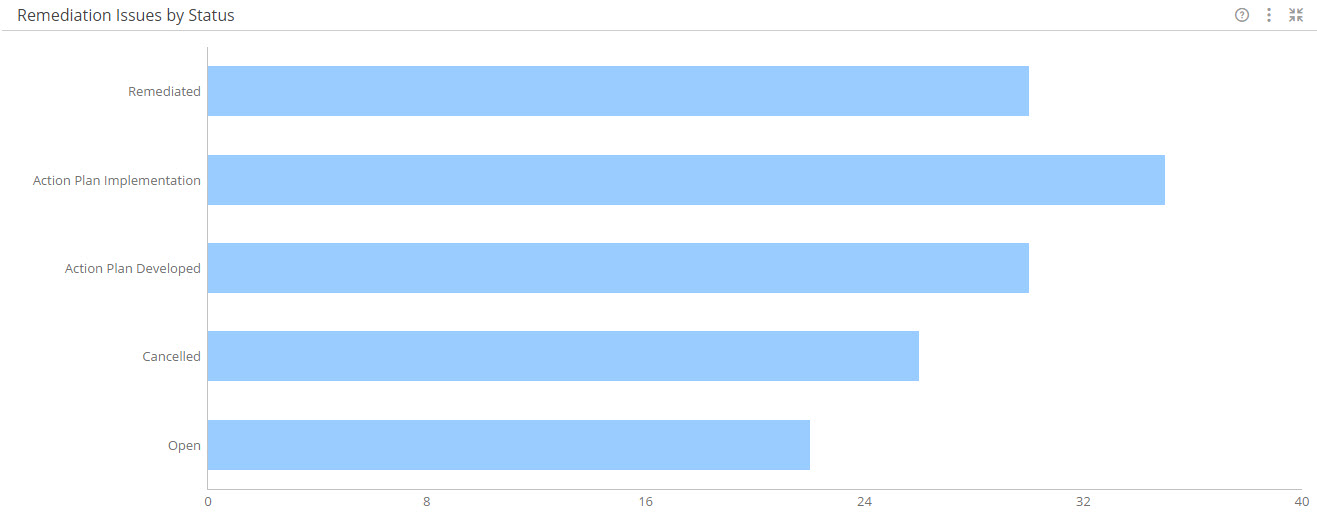 Remediation Issues by Status
Remediated
Action Plan Implementation
Action Plan Developed
Cancelled
Open
0 8 16 24 32 40